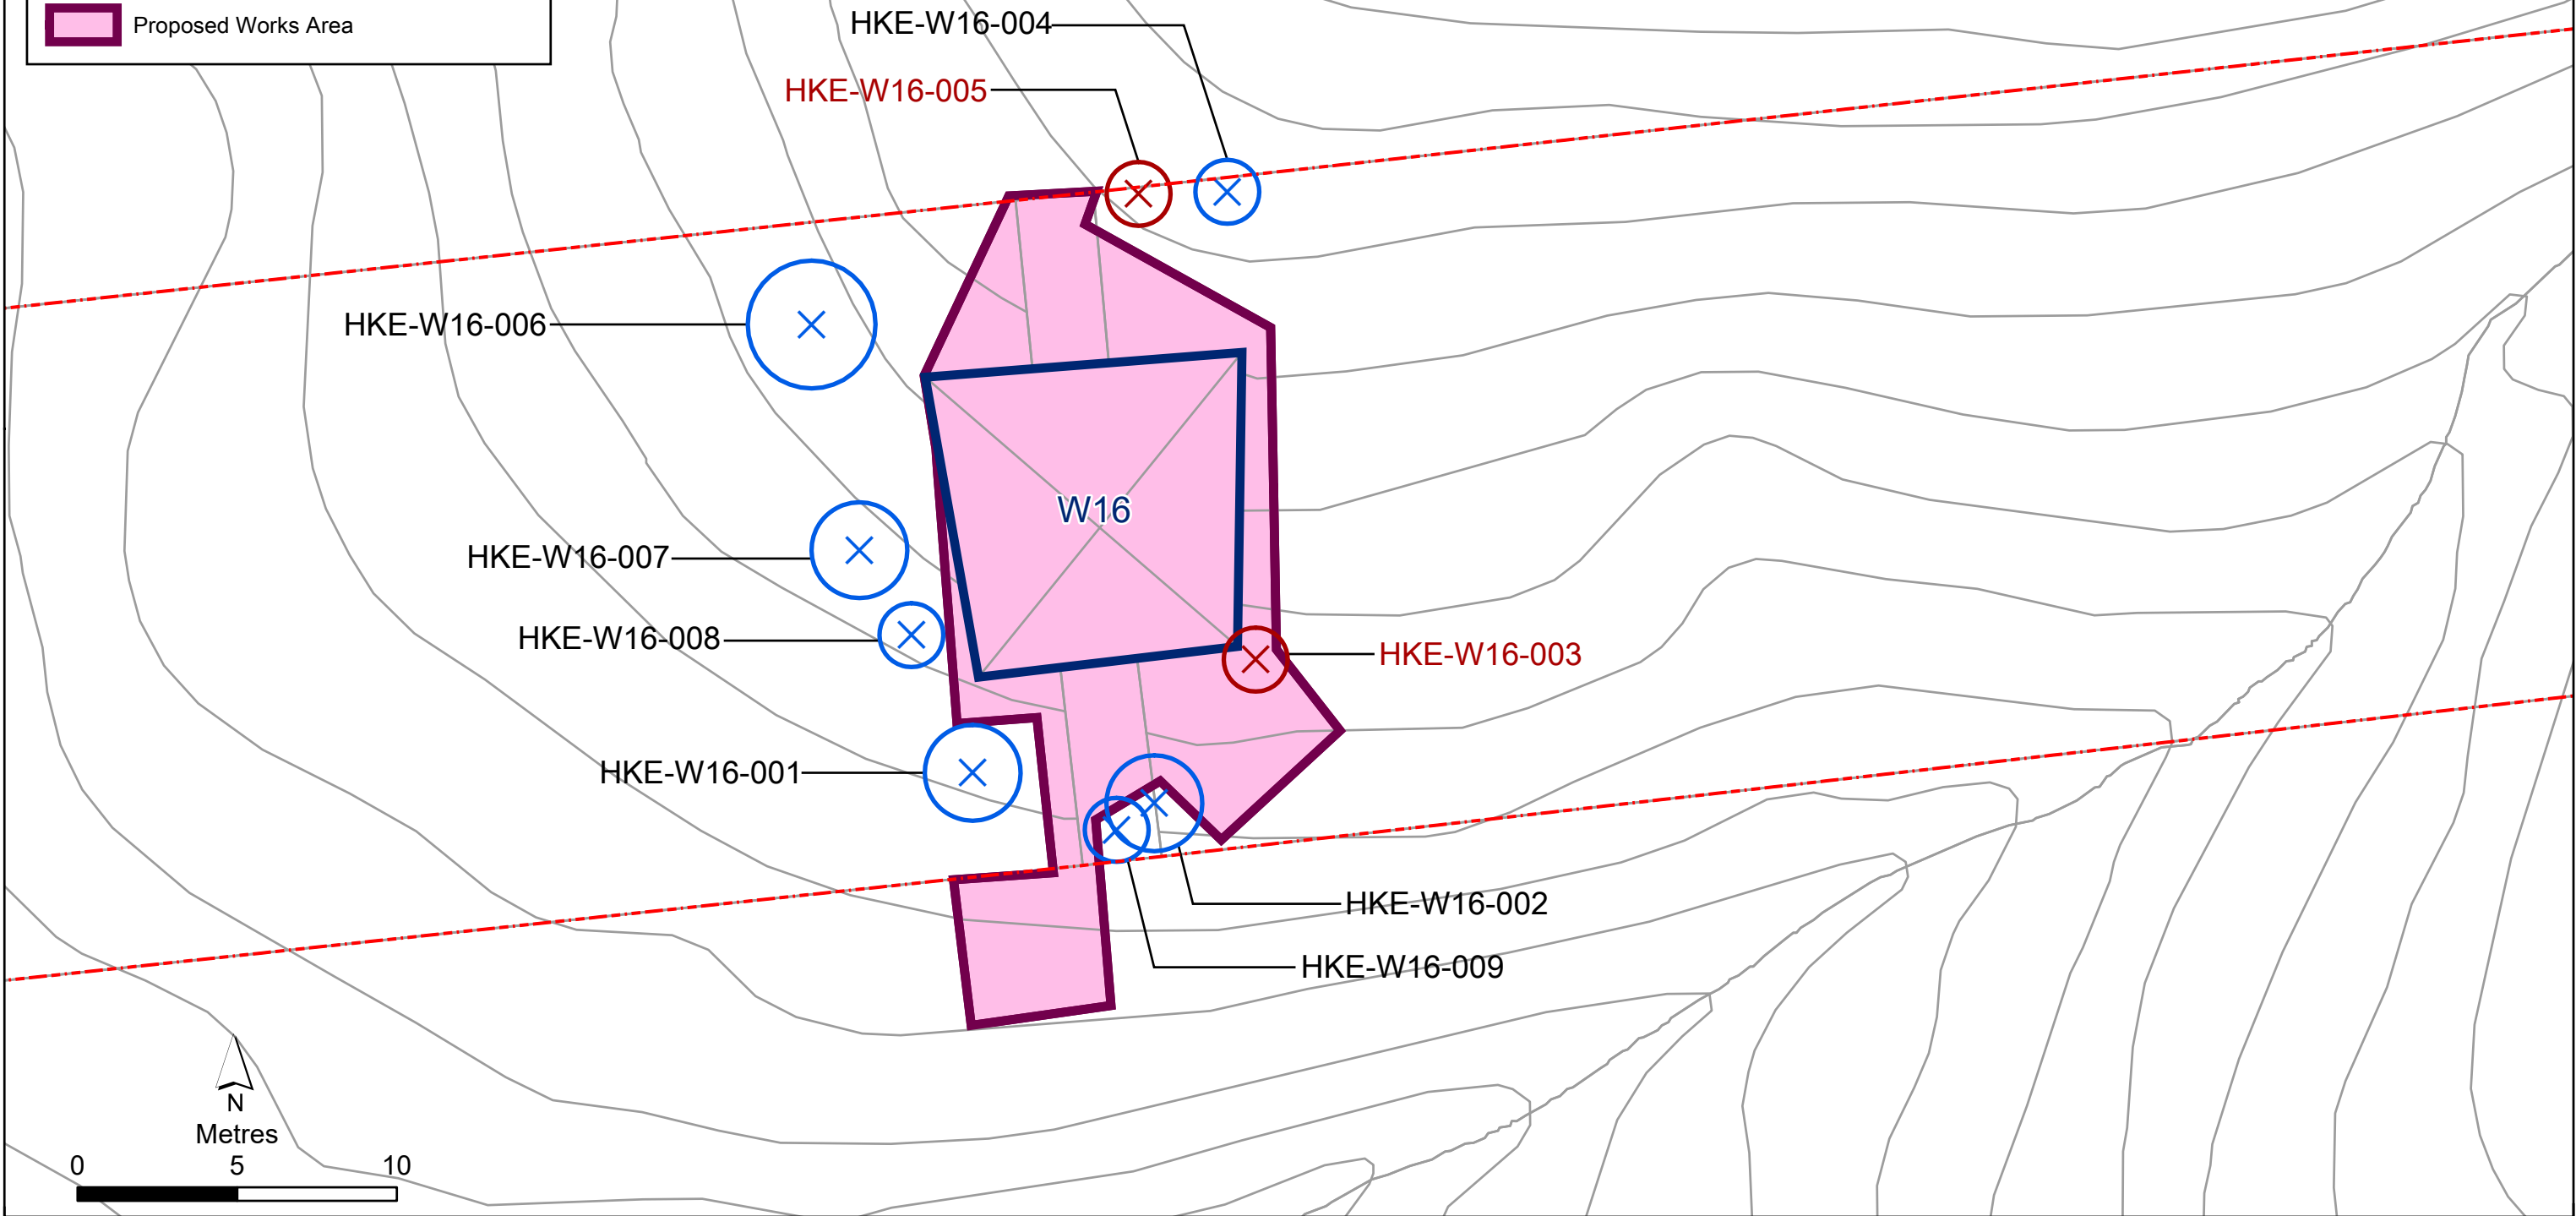 Proposed Works Area
HKE-W16-004
HKE-W16-005
HKE-W16-006
W16
HKE-W16-007
HKE-W16-008
HKE-W16-003
HKE-W16-001
HKE-W16-002
HKE-W16-009
N
Metres
0 5 10